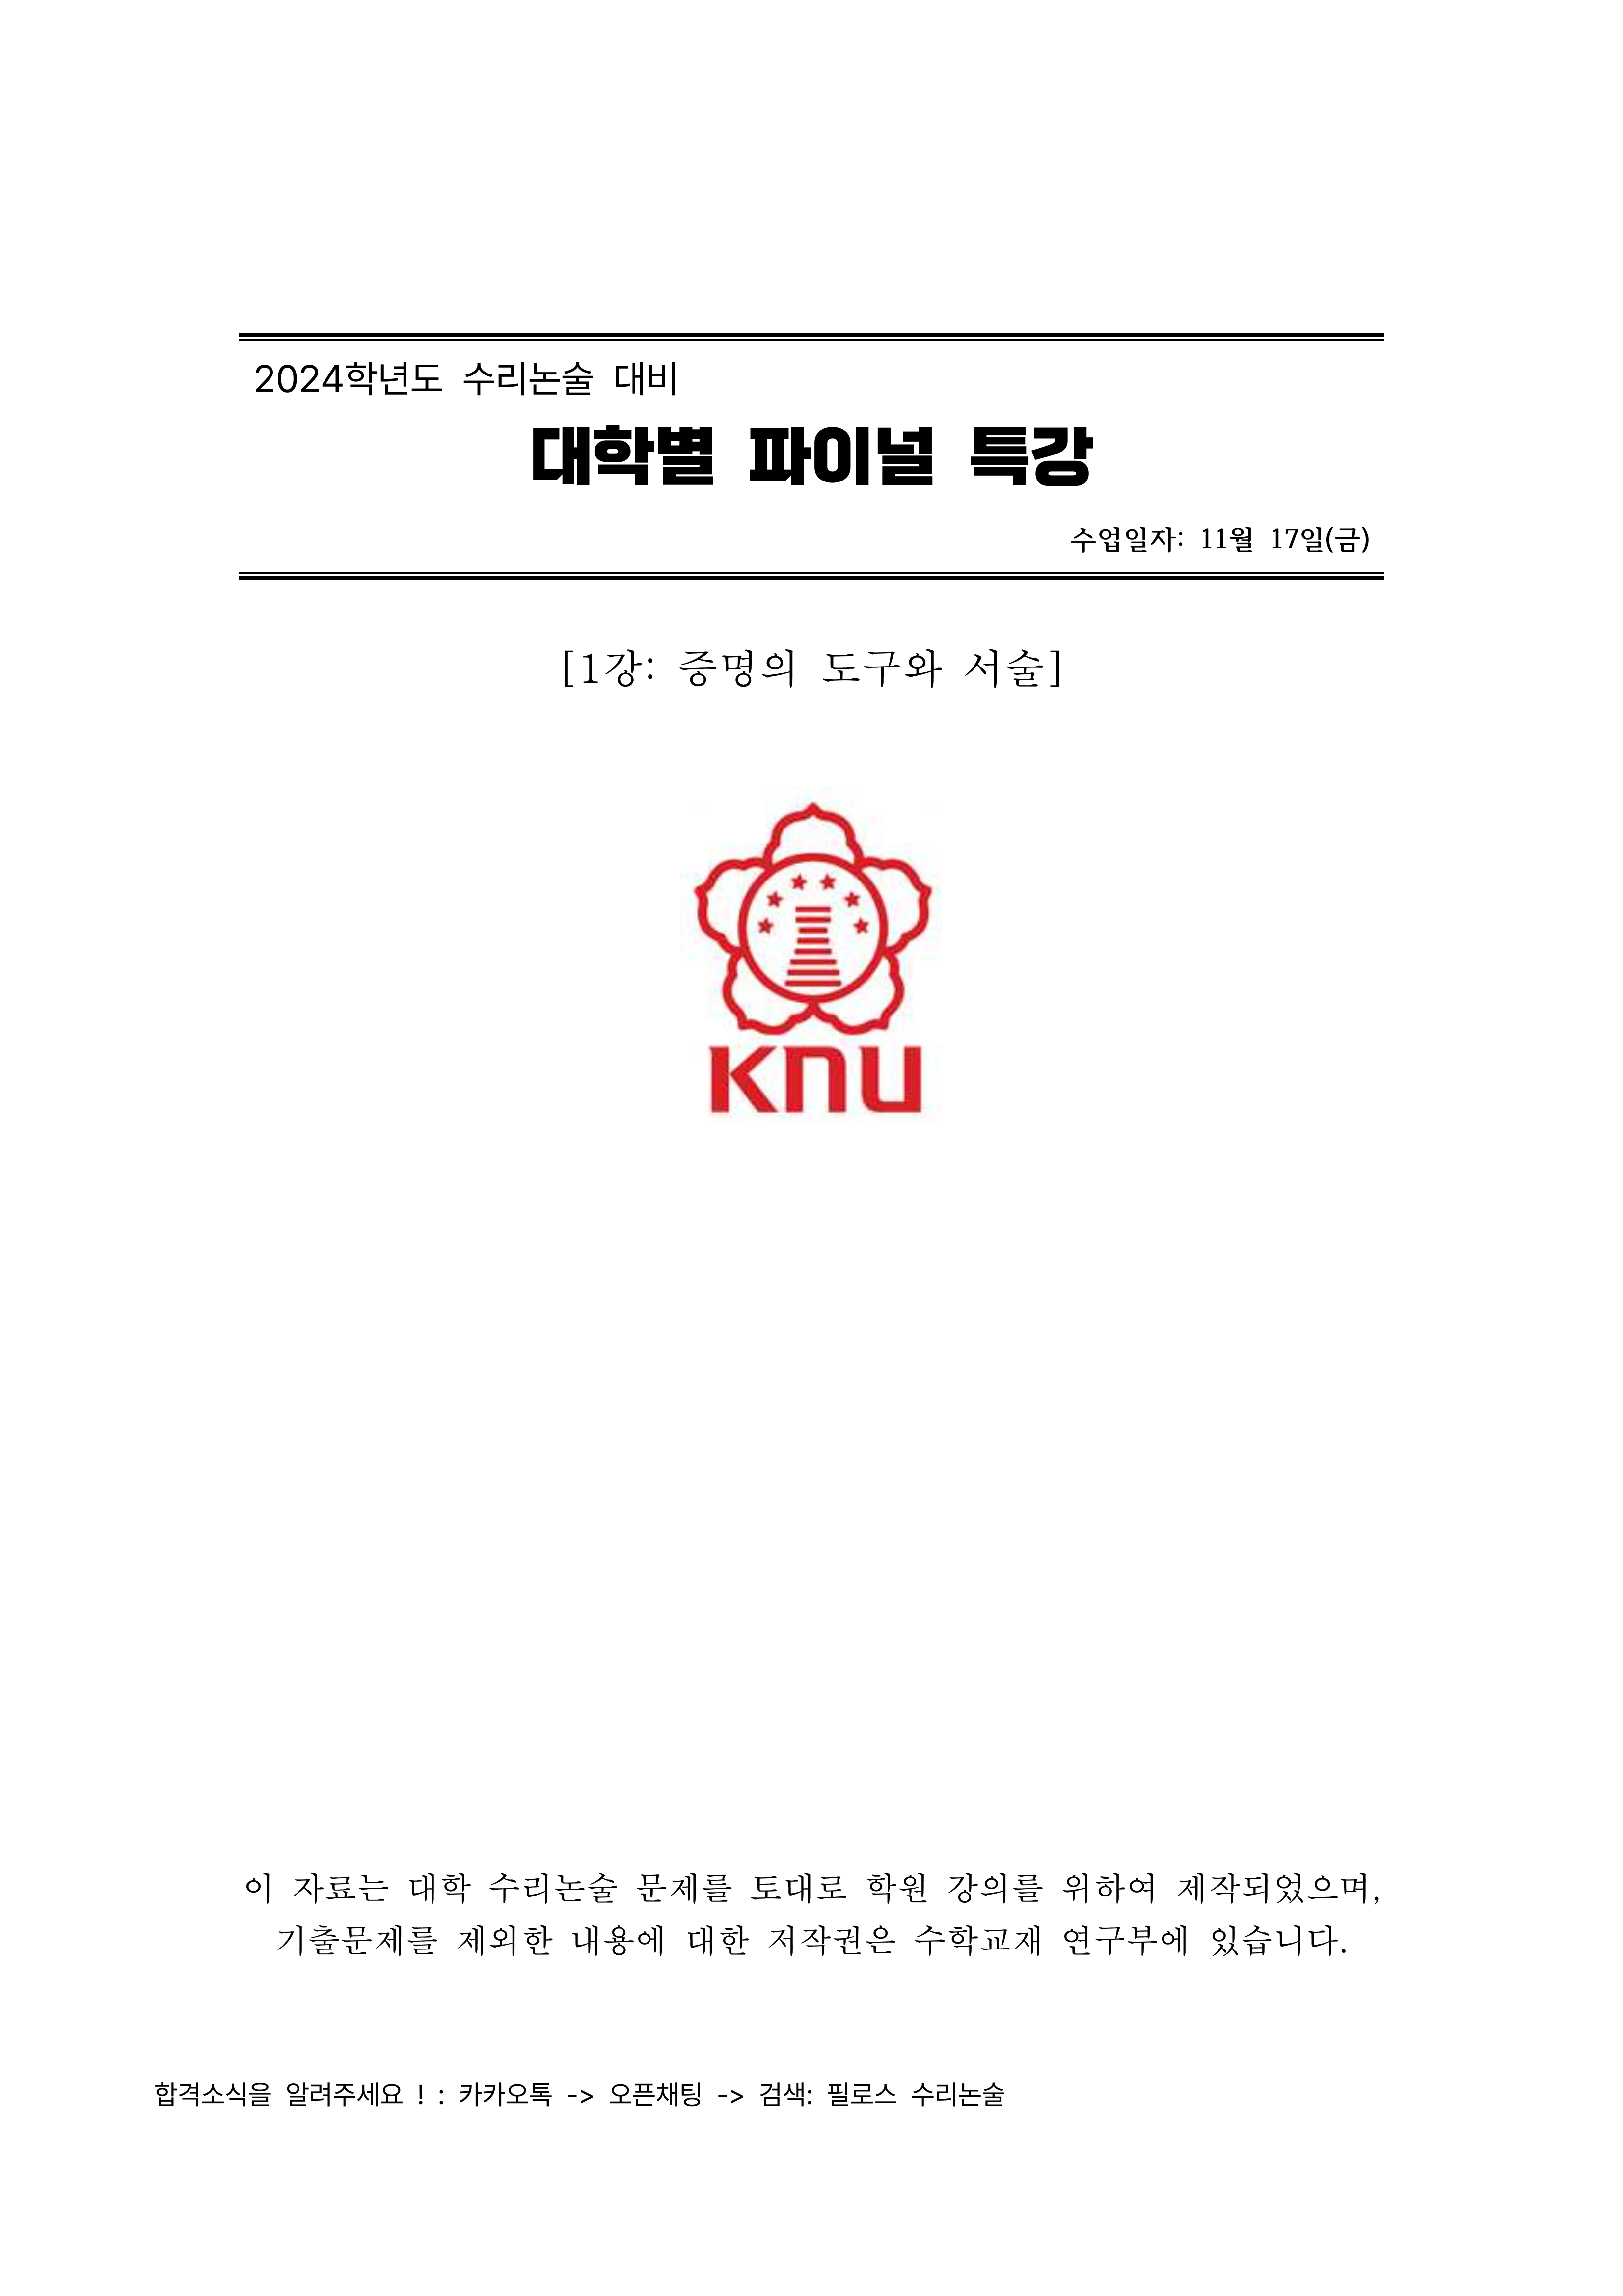 2024학년도 수리논술 대비
대학별 파이널 특강
수업일자: 11월 17일(금)
[1강: 증명의 도구와 서술]
KNU
이 자료는 대학 수리논술 문제를 토대로 학원 강의를 위하여 제작되었으며,
기출문제를 제외한 내용에 대한 저작권은 수학교재 연구부에 있습니다.
합격소식을 알려주세요 ! : 카카오톡 -> 오픈채팅 -> 검색: 필로스 수리논술